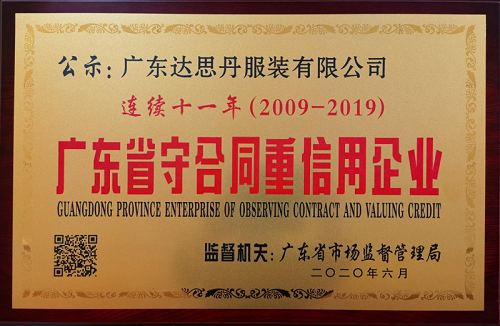 公示:广东达思丹服装有限公司
连续十一年(2009-2019)
广东省守合同重信用企业
GUANGDONG PROVINCE ENTERPRISE OF OBSERVING CONTRACT AND VALUING CREDIT
监督机关:广东省市场监督管理局
二〇二〇年六月